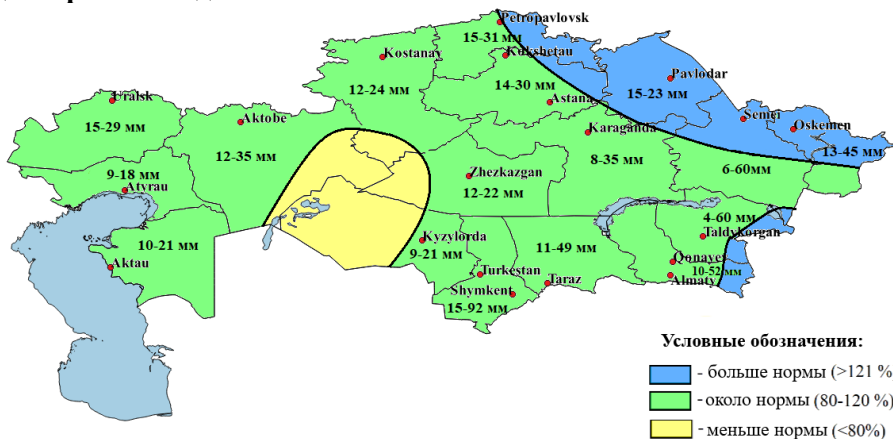 Petropavlovsk
15-31 мм
Kostanay
Kokshetau
12-24 мм
14-30 мм
Pavlodar
15-23 мм
Astana
Uralsk
15-29 мм
Aktobe
12-35 мм
Semei
Oskemen
13-45 мм
Karaganda
8-35 мм
6-60мм
9-18 мм
Atyrau
Zhezkazgan
12-22 мм
4-60 мм
Taldykorgan
10-21 мм
Aktau
Kyzylorda
9-21 мм
11-49 мм
Qonayev
10-52 мм
Almaty
Turkestan
Taraz
Shymkent
15-92 мм
Условные обозначения:
- больше нормы (>121 %
- около нормы (80-120 %)
- меньше нормы (<80%)